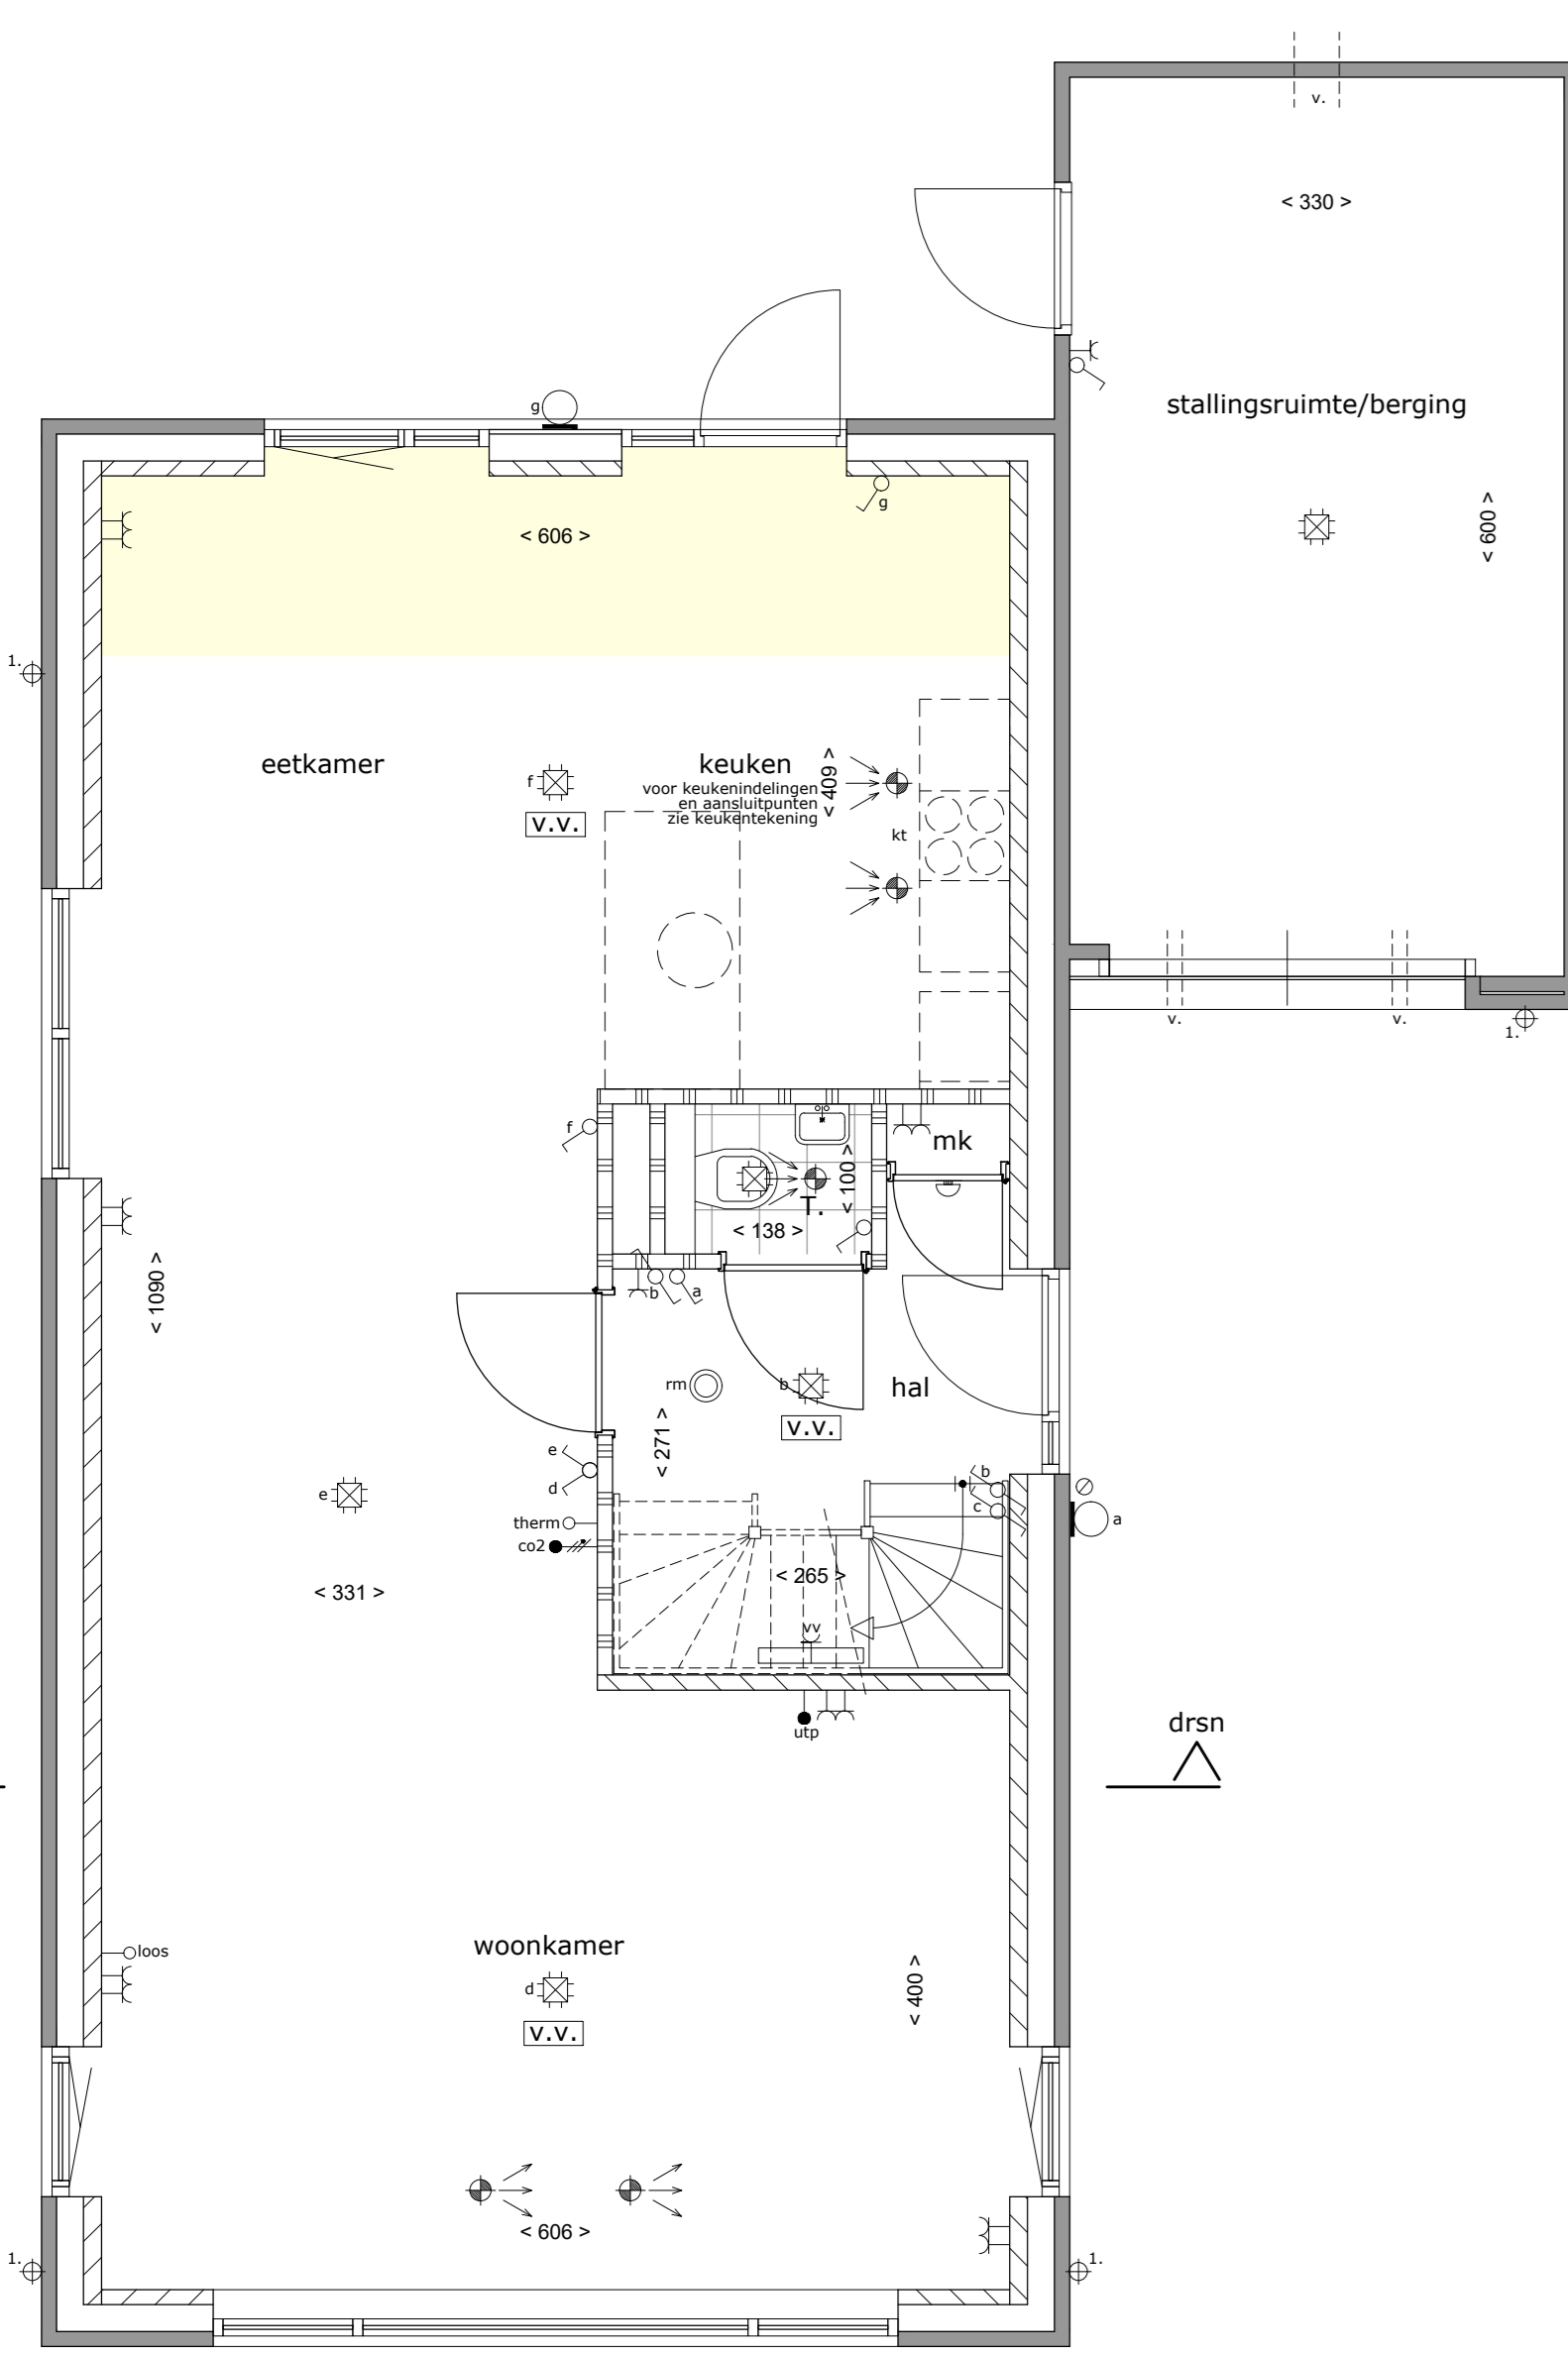 v.
< 330 >
stallingsruimte/berging
g
g
< 600 >
< 606 >
1.
eetkamer
f
v.v.
keuken
voor keukenindelingen
en aansluitpunten
zie keukentekening
< 409 >
kt
v.
v.
1.
f
mk
< 100 >
T.
< 138 >
< 1090 >
b
a
rm
b
hal
v.v.
< 271 >
e
d
b
c
a
e
therm
co2
< 265 >
vv
< 331 >
utp
drsn
loos
woonkamer
d
v.v.
< 400 >
< 606 >
1.
1.